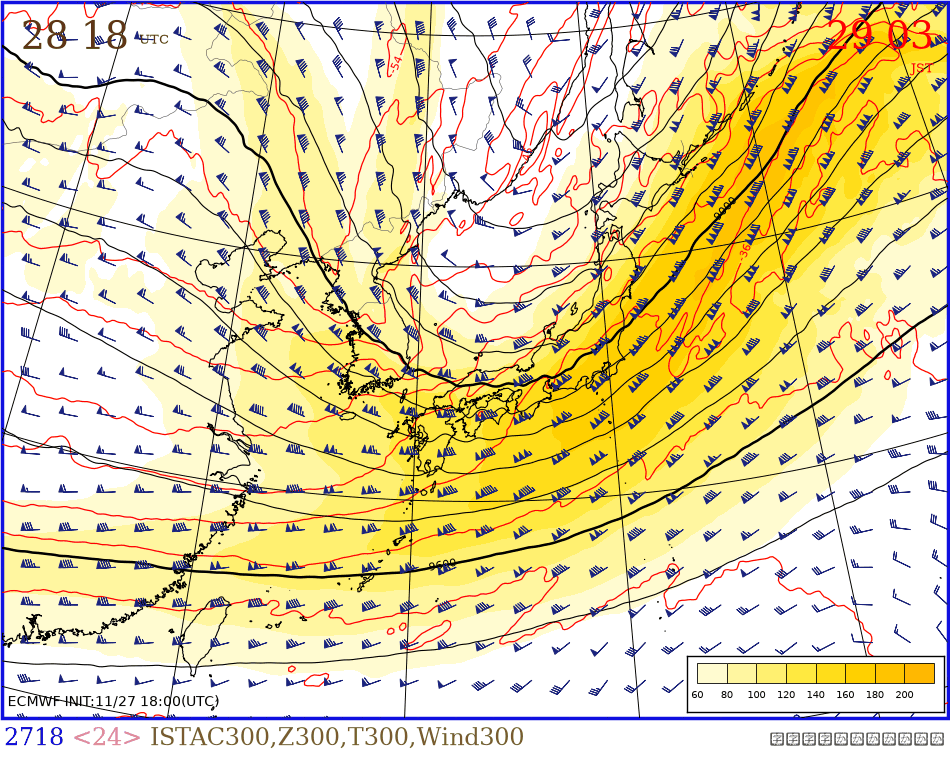 28 18 UTC
29 03 JST
-54
9000
-36
9600
60 80 100 120 140 160 180 200
ECMWF INIT:11/27 18:00(UTC)
2718 <24> ISTAC300,Z300,T300,Wind300